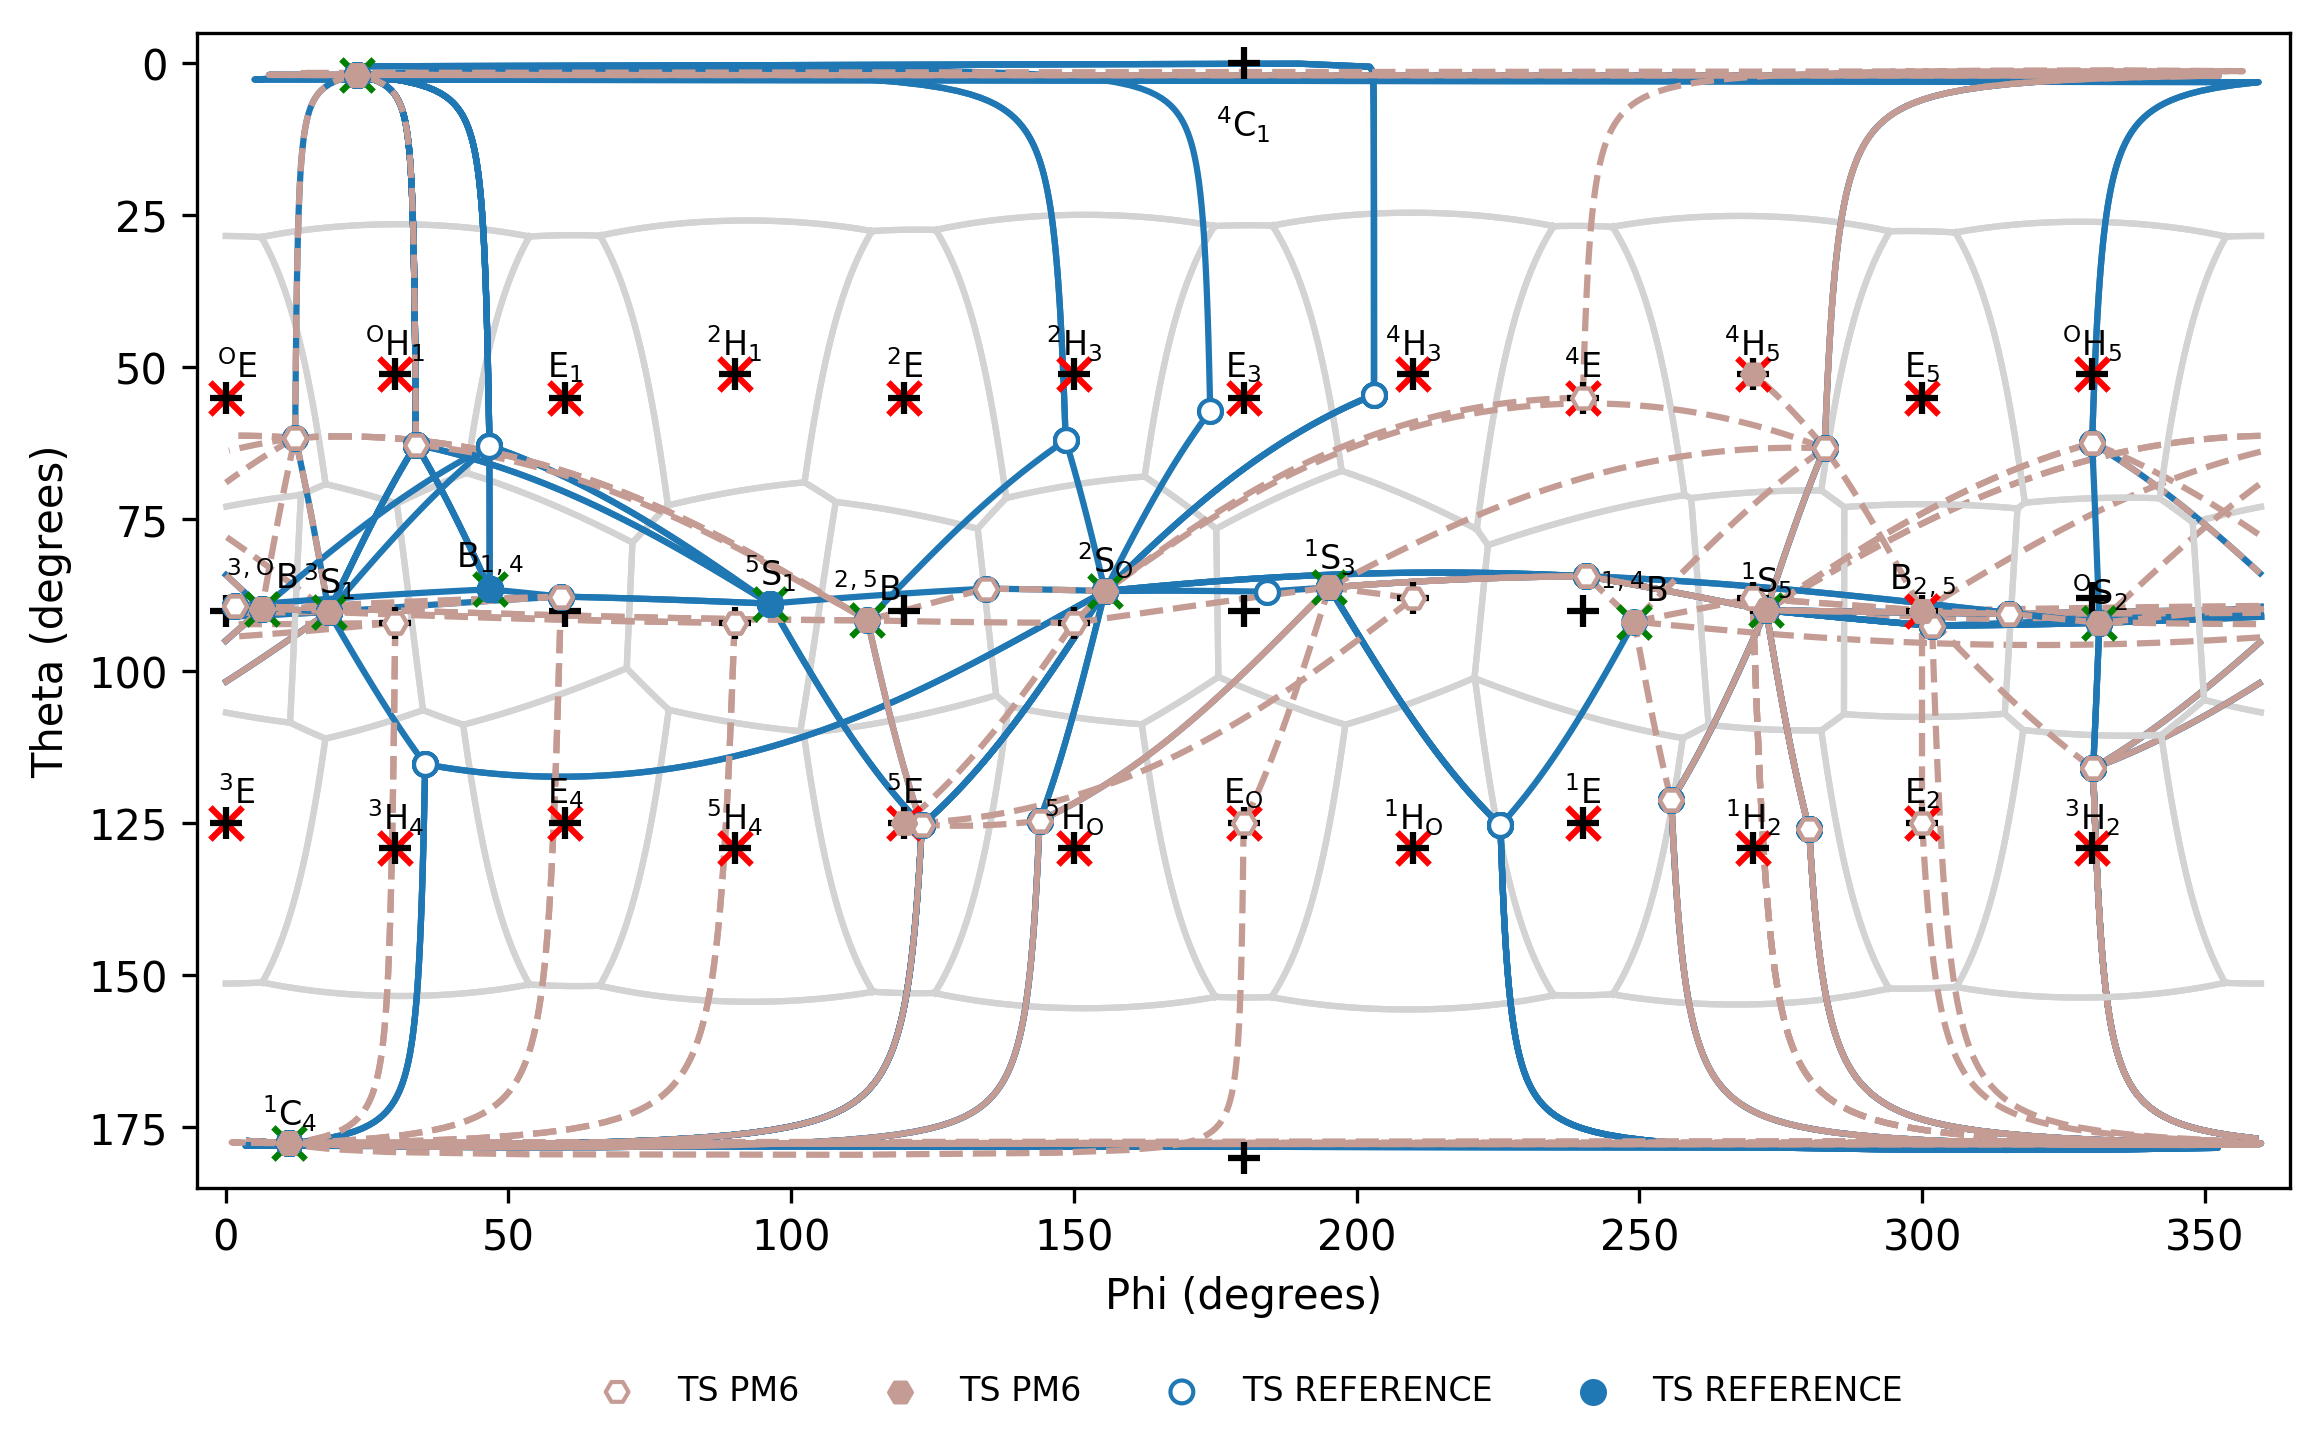 0
25
50
75
100
125
150
175
Theta (degrees)
⁴C₁
ᴼE ᴼH₁ E₁ ²H₁ ²E ²H₃ E₃ ⁴H₃ ⁴E ⁴H₅ E₅ ᴼH₅
³,ᴼB ³S₁ B₁,₄ ⁵S₁ ²,⁵B ²Sₒ ¹S₃ ¹,⁴B ¹S₅ B₂,₅ ᴼS₂
³E ³H₄ E₄ ⁵H₄ ⁵E ⁵Hₒ Eₒ ¹Hₒ ¹E ¹H₂ E₂ ³H₂
¹C₄
0 50 100 150 200 250 300 350
Phi (degrees)
TS PM6 TS PM6 TS REFERENCE TS REFERENCE